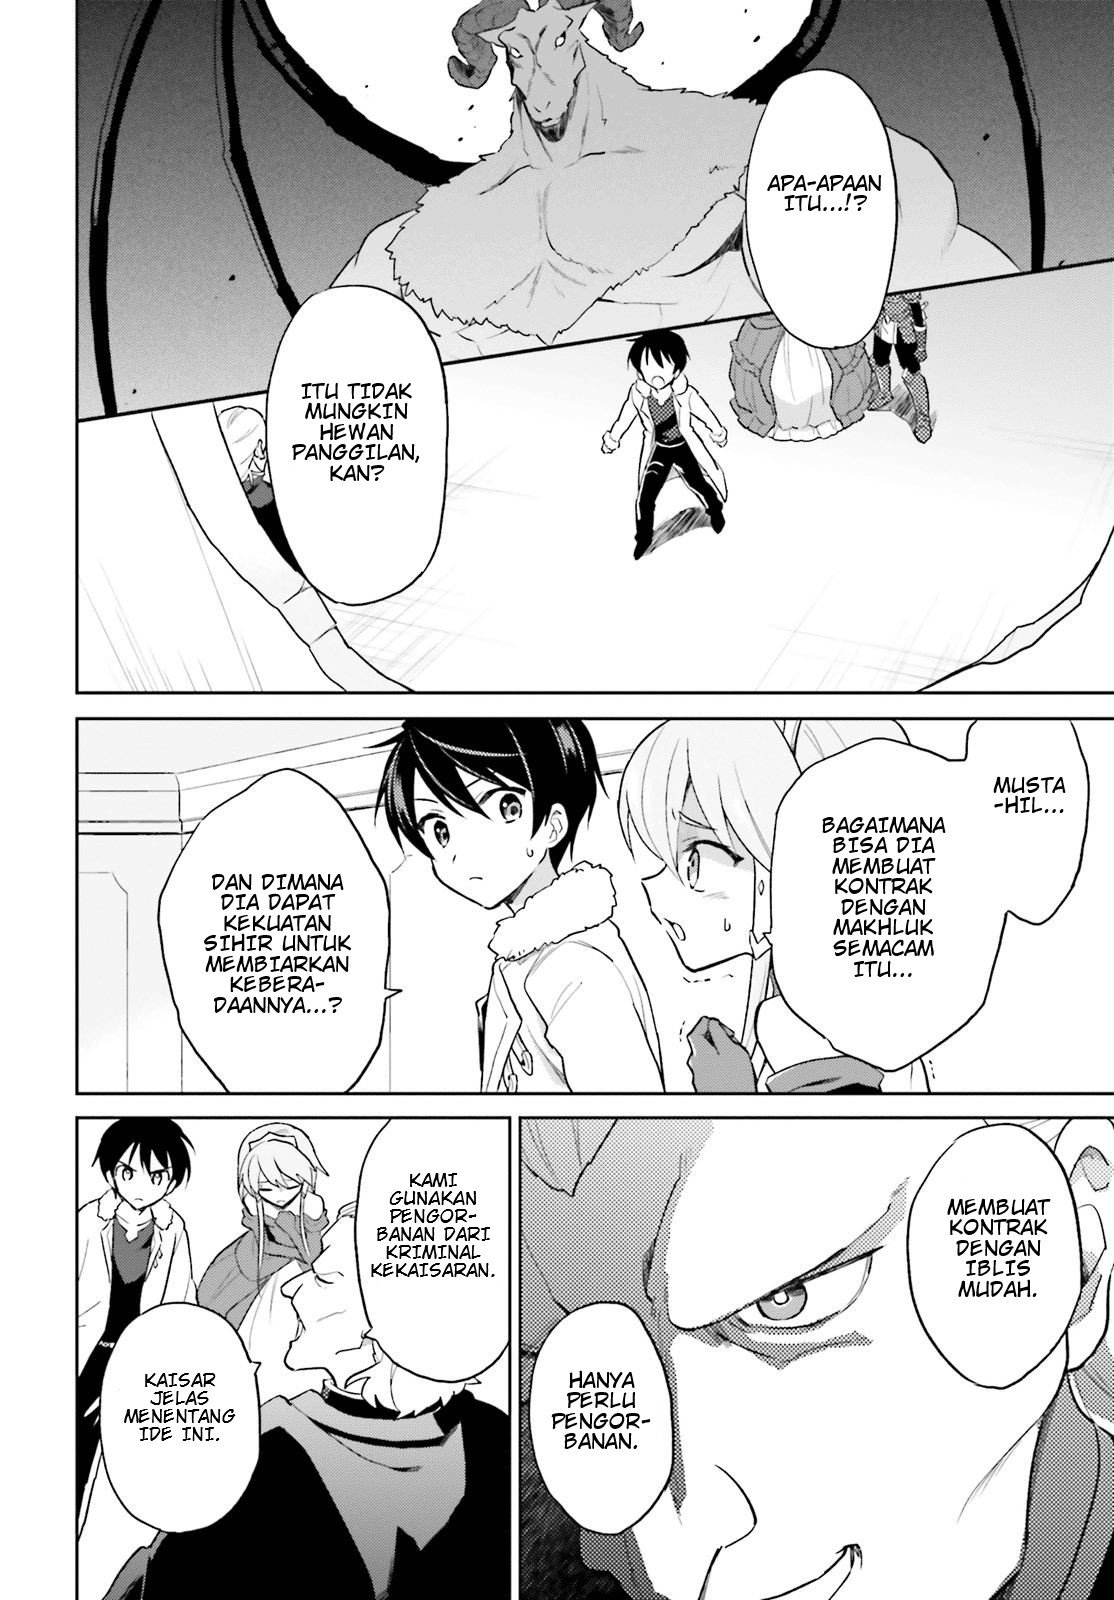 APA-APAAN
ITU...!?
ITU TIDAK
MUNGKIN
HEWAN
PANGGILAN,
KAN?
MUSTA
-HIL...
BAGAIMANA
BISA DIA
MEMBUAT
KONTRAK
DENGAN
MAKHLUK
SEMACAM
ITU...
DAN DIMANA
DIA DAPAT
KEKUATAN
SIHIR UNTUK
MEMBIARKAN
KEBERA-
DAANNYA...?
MEMBUAT
KONTRAK
DENGAN
IBLIS
MUDAH.
HANYA
PERLU
PENGOR-
BANAN.
KAMI
GUNAKAN
PENGOR-
BANAN DARI
KRIMINAL
KEKAISARAN.
KAISAR
JELAS
MENENTANG
IDE INI.